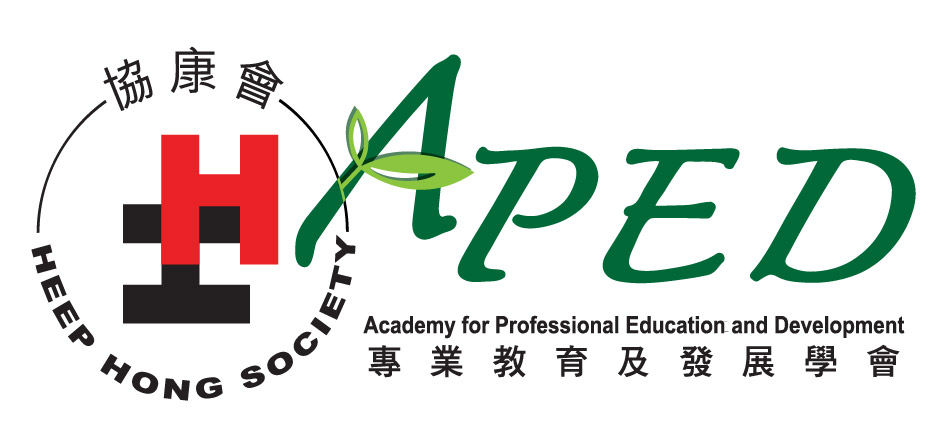 協康會
HEEP HONG SOCIETY
APED
Academy for Professional Education and Development
專業教育及發展學會